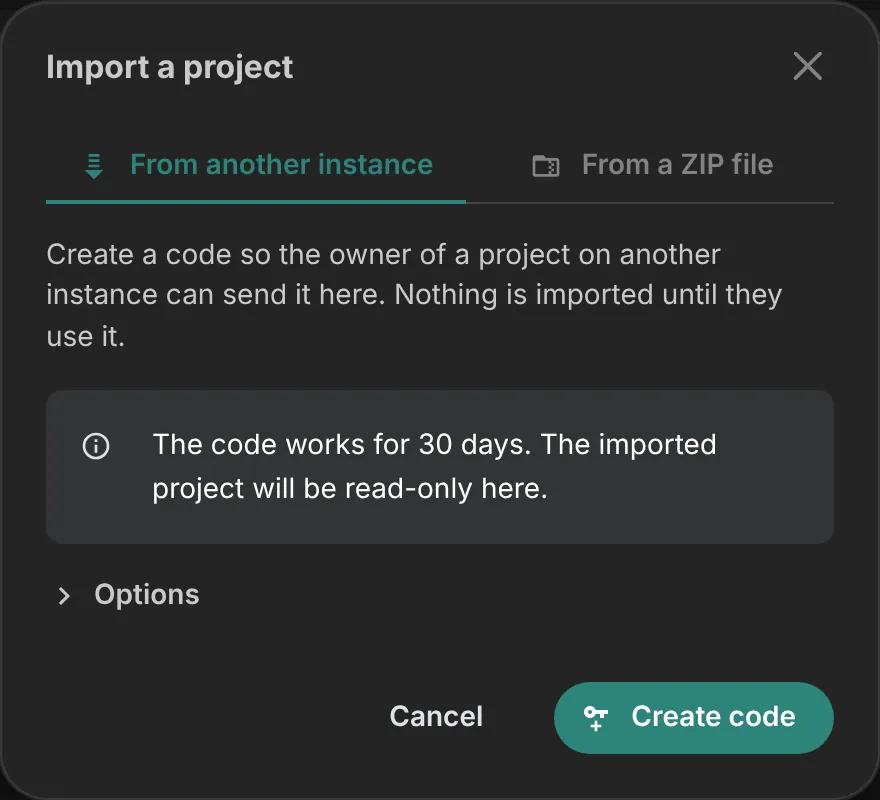 Import a project
From another instance
From a ZIP file
Create a code so the owner of a project on another
instance can send it here. Nothing is imported until they
use it.
The code works for 30 days. The imported
project will be read-only here.
Options
Cancel
Create code